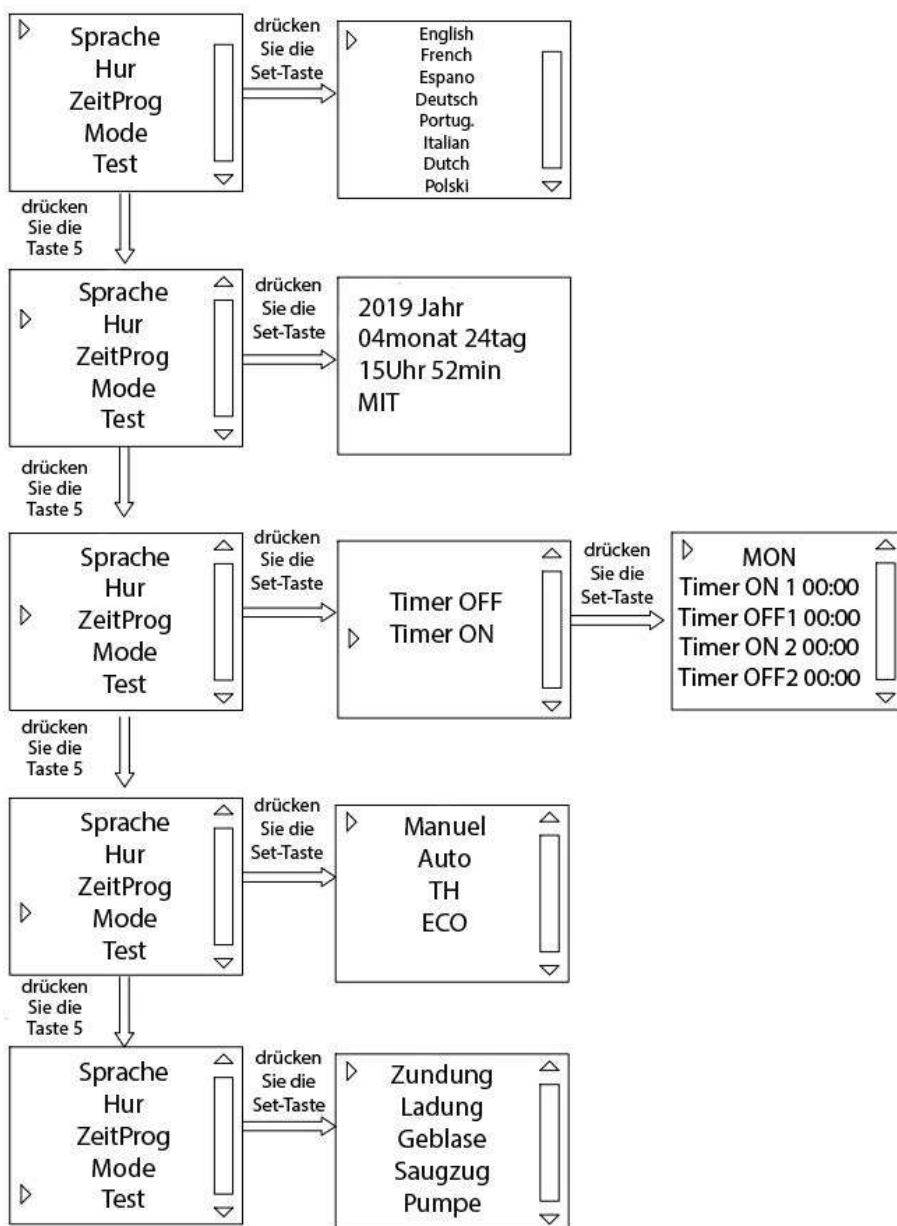 Sprache
Hur
ZeitProg
Mode
Test
drücken
Sie die
Set-Taste
English
French
Espano
Deutsch
Portug.
Italian
Dutch
Polski
drücken
Sie die
Taste 5
Sprache
Hur
ZeitProg
Mode
Test
drücken
Sie die
Set-Taste
2019 Jahr
04monat 24tag
15Uhr 52min
MIT
drücken
Sie die
Taste 5
Sprache
Hur
ZeitProg
Mode
Test
drücken
Sie die
Set-Taste
Timer OFF
Timer ON
drücken
Sie die
Set-Taste
MON
Timer ON 1 00:00
Timer OFF1 00:00
Timer ON 2 00:00
Timer OFF2 00:00
drücken
Sie die
Taste 5
Sprache
Hur
ZeitProg
Mode
Test
drücken
Sie die
Set-Taste
Manuel
Auto
TH
ECO
drücken
Sie die
Taste 5
Sprache
Hur
ZeitProg
Mode
Test
drücken
Sie die
Set-Taste
Zundung
Ladung
Geblase
Saugzug
Pumpe